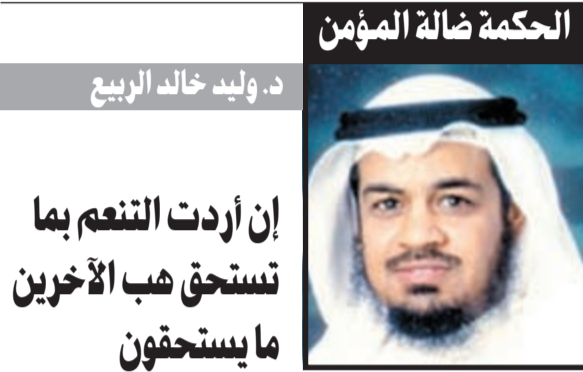 الحكمة ضالة المؤمن
د. وليد خالد الربيع
إن أردت التنعم بما
تستحق هب الآخرين
ما يستحقون